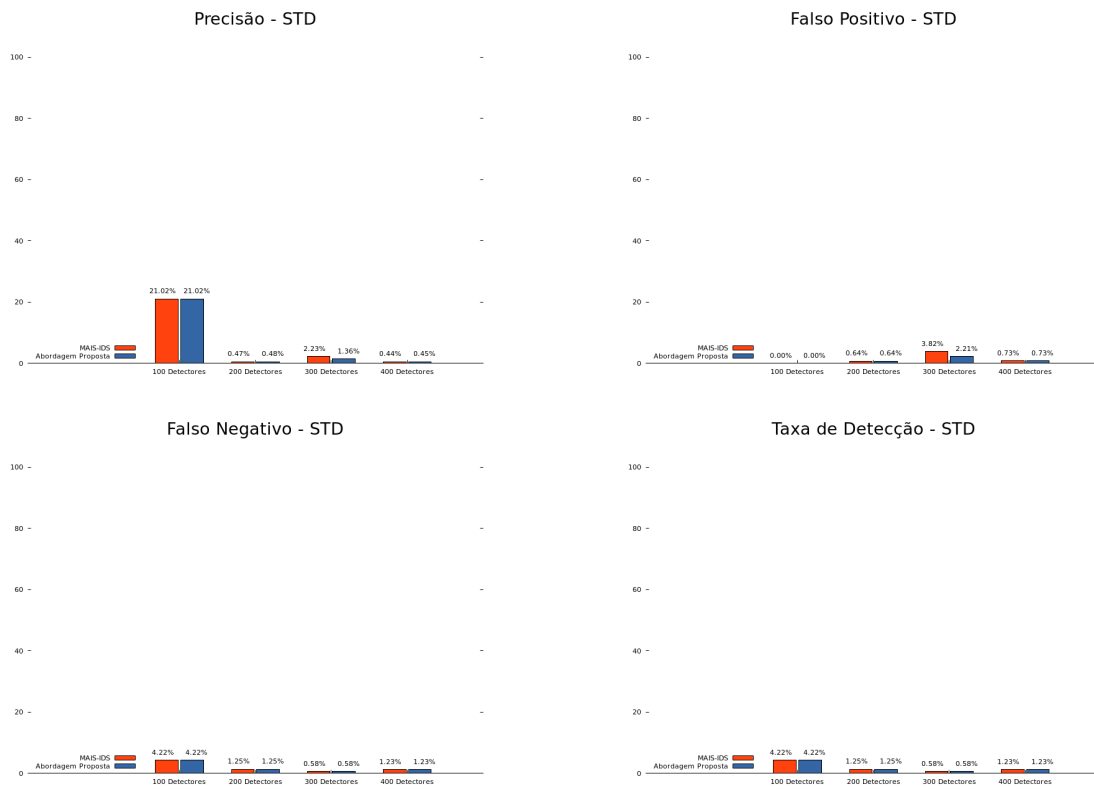 Precisão - STD
100
80
60
40
20
0
21.02% 21.02%
0.47% 0.48%
2.23% 1.36%
0.44% 0.45%
MAIS-IDS
Abordagem Proposta
100 Detectores 200 Detectores 300 Detectores 400 Detectores
Falso Positivo - STD
100
80
60
40
20
0
0.00% 0.00%
0.64% 0.64%
3.82% 2.21%
0.73% 0.73%
MAIS-IDS
Abordagem Proposta
100 Detectores 200 Detectores 300 Detectores 400 Detectores
Falso Negativo - STD
100
80
60
40
20
0
4.22% 4.22%
1.25% 1.25%
0.58% 0.58%
1.23% 1.23%
MAIS-IDS
Abordagem Proposta
100 Detectores 200 Detectores 300 Detectores 400 Detectores
Taxa de Detecção - STD
100
80
60
40
20
0
4.22% 4.22%
1.25% 1.25%
0.58% 0.58%
1.23% 1.23%
MAIS-IDS
Abordagem Proposta
100 Detectores 200 Detectores 300 Detectores 400 Detectores